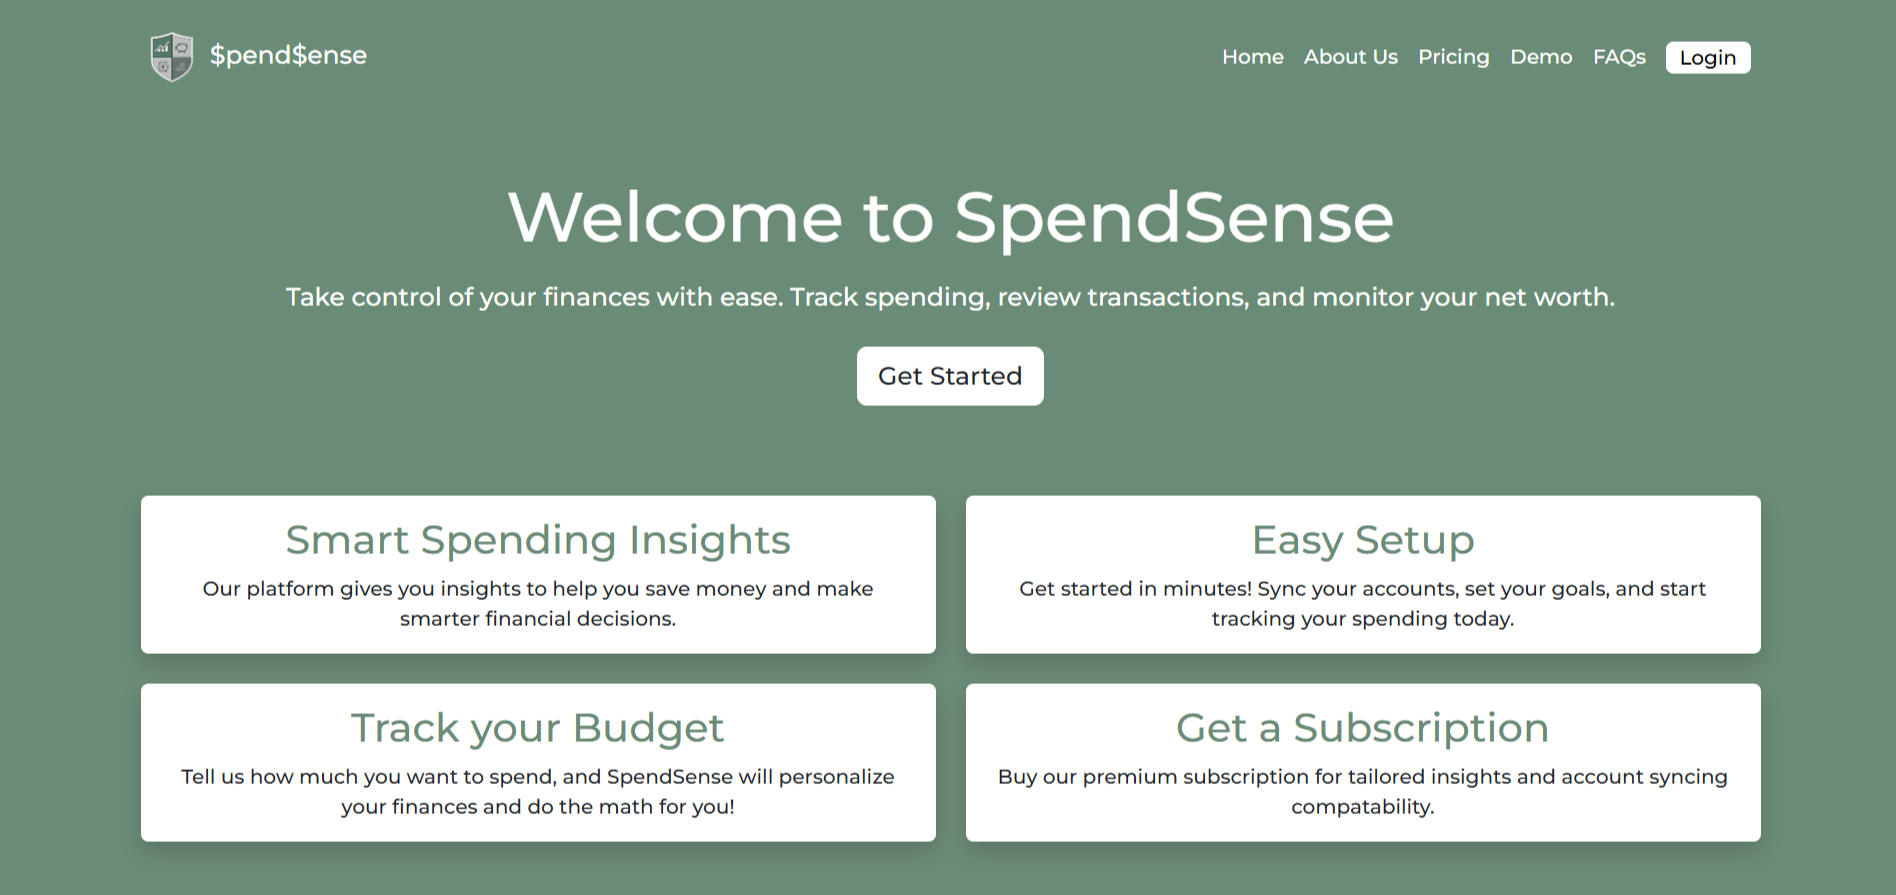 $pend$ense
Home About Us Pricing Demo FAQs Login
Welcome to SpendSense
Take control of your finances with ease. Track spending, review transactions, and monitor your net worth.
Get Started
Smart Spending Insights
Our platform gives you insights to help you save money and make
smarter financial decisions.
Easy Setup
Get started in minutes! Sync your accounts, set your goals, and start
tracking your spending today.
Track your Budget
Tell us how much you want to spend, and SpendSense will personalize
your finances and do the math for you!
Get a Subscription
Buy our premium subscription for tailored insights and account syncing
compatability.